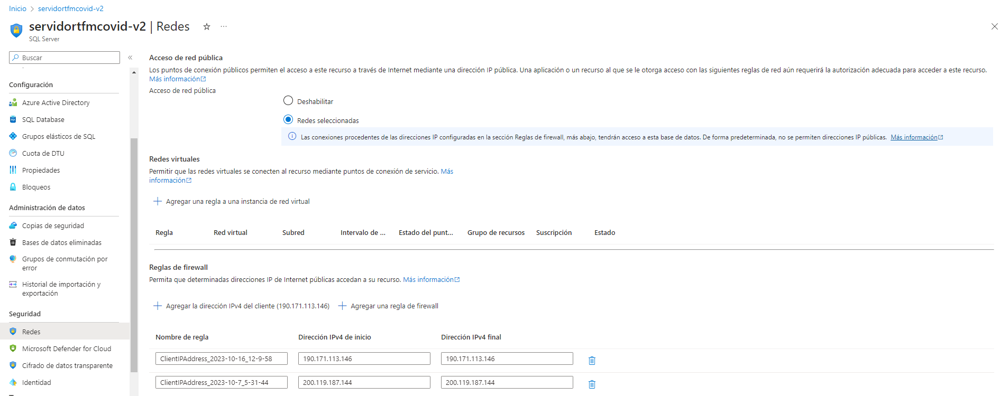 Inicio > servidortfmcovid-v2
servidortfmcovid-v2 | Redes
SQL Server
Buscar
Configuración
Azure Active Directory
SQL Database
Grupos elásticos de SQL
Cuota de DTU
Propiedades
Bloqueos
Administración de datos
Copias de seguridad
Bases de datos eliminadas
Grupos de conmutación por
error
Historial de importación y
exportación
Seguridad
Redes
Microsoft Defender for Cloud
Cifrado de datos transparente
Identidad
Acceso de red pública
Los puntos de conexión públicos permiten el acceso a este recurso a través de Internet mediante una dirección IP pública. Una aplicación o un recurso al que se le otorga acceso con las siguientes reglas de red aún requerirá la autorización adecuada para acceder a este recurso.
Más información
Acceso de red pública
Deshabilitar
Redes seleccionadas
Las conexiones procedentes de las direcciones IP configuradas en la sección Reglas de firewall, más abajo, tendrán acceso a esta base de datos. De forma predeterminada, no se permiten direcciones IP públicas. Más información
Redes virtuales
Permitir que las redes virtuales se conecten al recurso mediante puntos de conexión de servicio. Más
información
Agregar una regla a una instancia de red virtual
Regla Red virtual Subred Intervalo de ... Estado del punt... Grupo de recursos Suscripción Estado
Reglas de firewall
Permita que determinadas direcciones IP de Internet públicas accedan a su recurso. Más información
Agregar la dirección IPv4 del cliente (190.171.113.146) Agregar una regla de firewall
Nombre de regla Dirección IPv4 de inicio Dirección IPv4 final
ClientIPAddress_2023-10-16_12-9-58 190.171.113.146 190.171.113.146
ClientIPAddress_2023-10-7_5-31-44 200.119.187.144 200.119.187.144